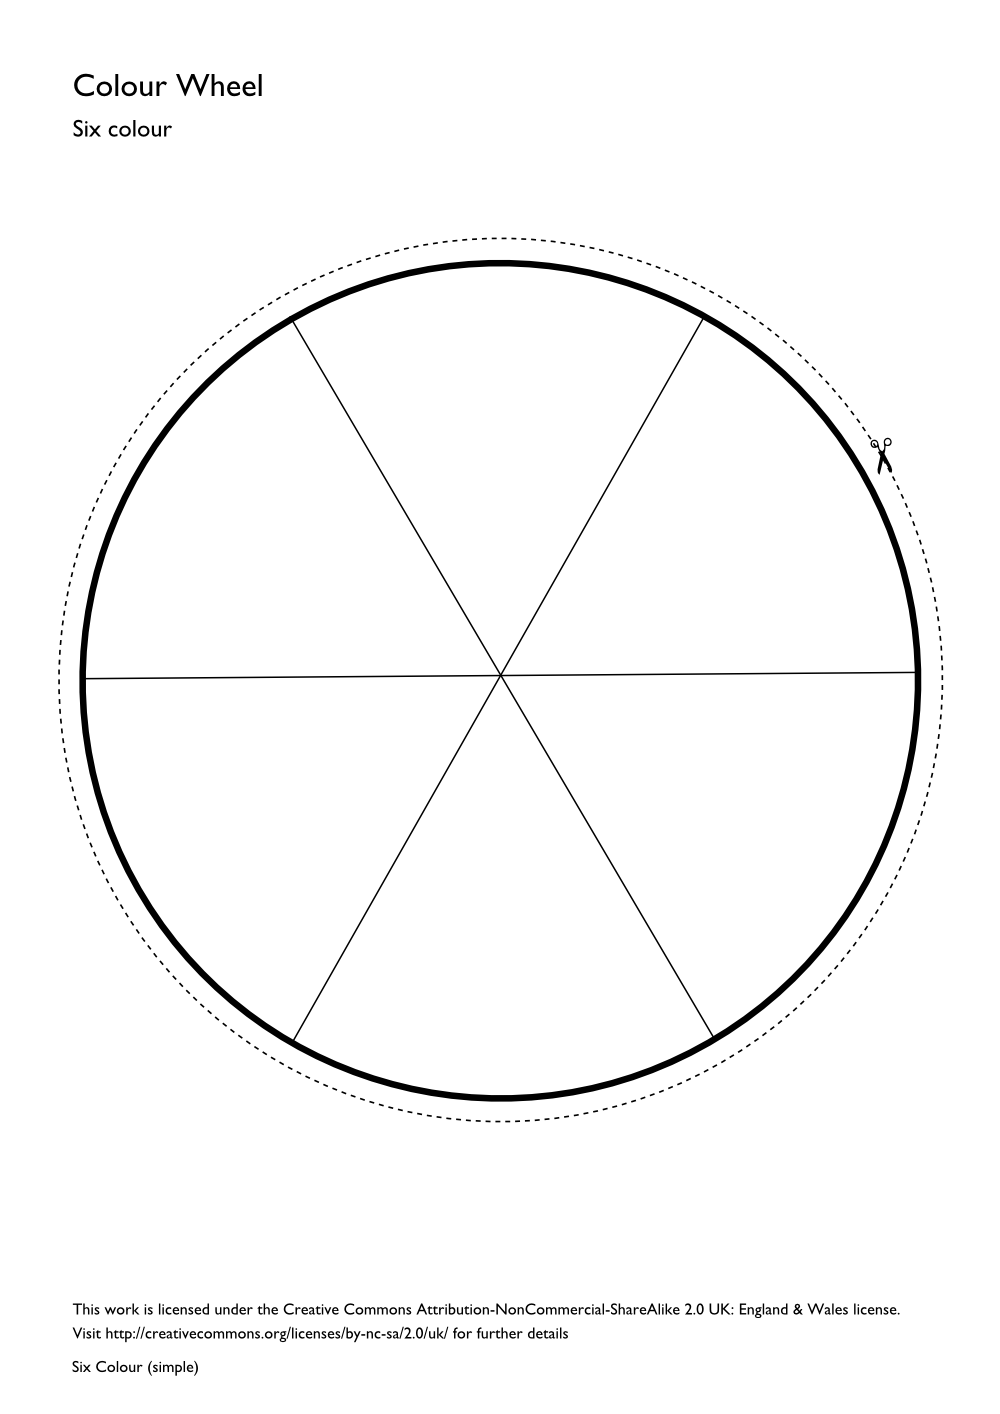 Colour Wheel
Six colour
This work is licensed under the Creative Commons Attribution-NonCommercial-ShareAlike 2.0 UK: England & Wales license.
Visit http://creativecommons.org/licenses/by-nc-sa/2.0/uk/ for further details
Six Colour (simple)